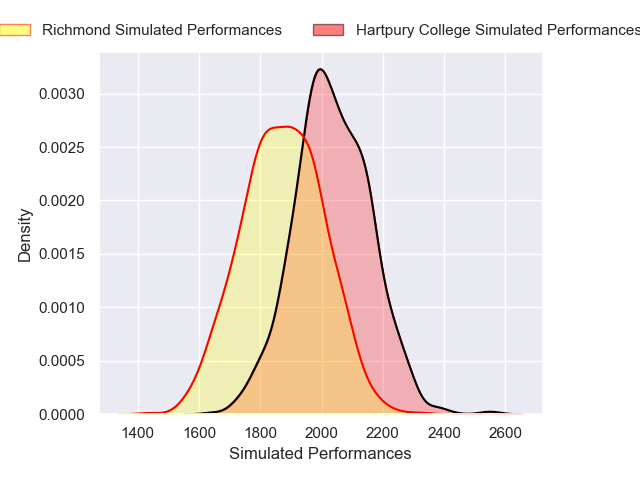 Richmond Simulated Performances
Hartpury College Simulated Performances
0.0030
0.0025
0.0020
0.0015
0.0010
0.0005
0.0000
Density
1400 1600 1800 2000 2200 2400 2600
Simulated Performances